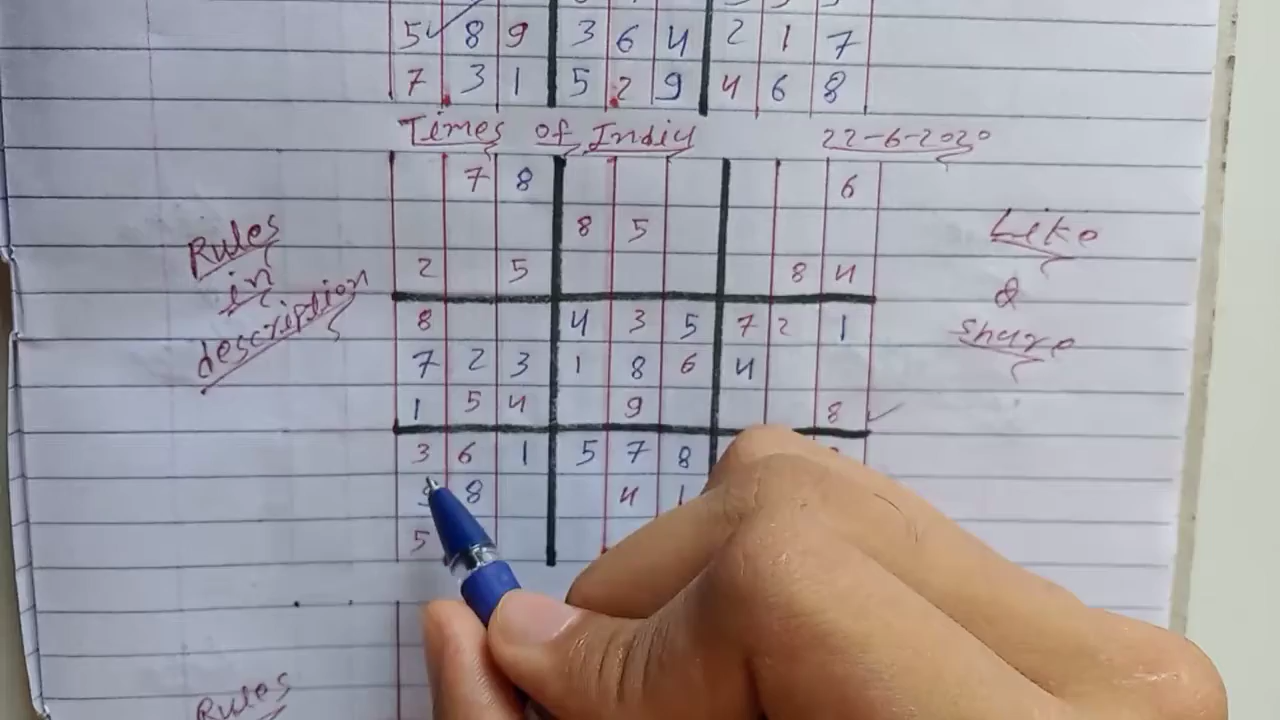 5 8 9 3 6 4 2 1 7
7 3 1 5 2 9 4 6 8
Times of Indiy 22-6-2020
7 8 6
8 5
2 5 8 4
8 4 3 5 7 2 1
7 2 3 1 8 6 4
1 5 4 9 8
3 6 1 5 7 8
8 4 1
5
Rules
in
description
Like
&
share
Rules